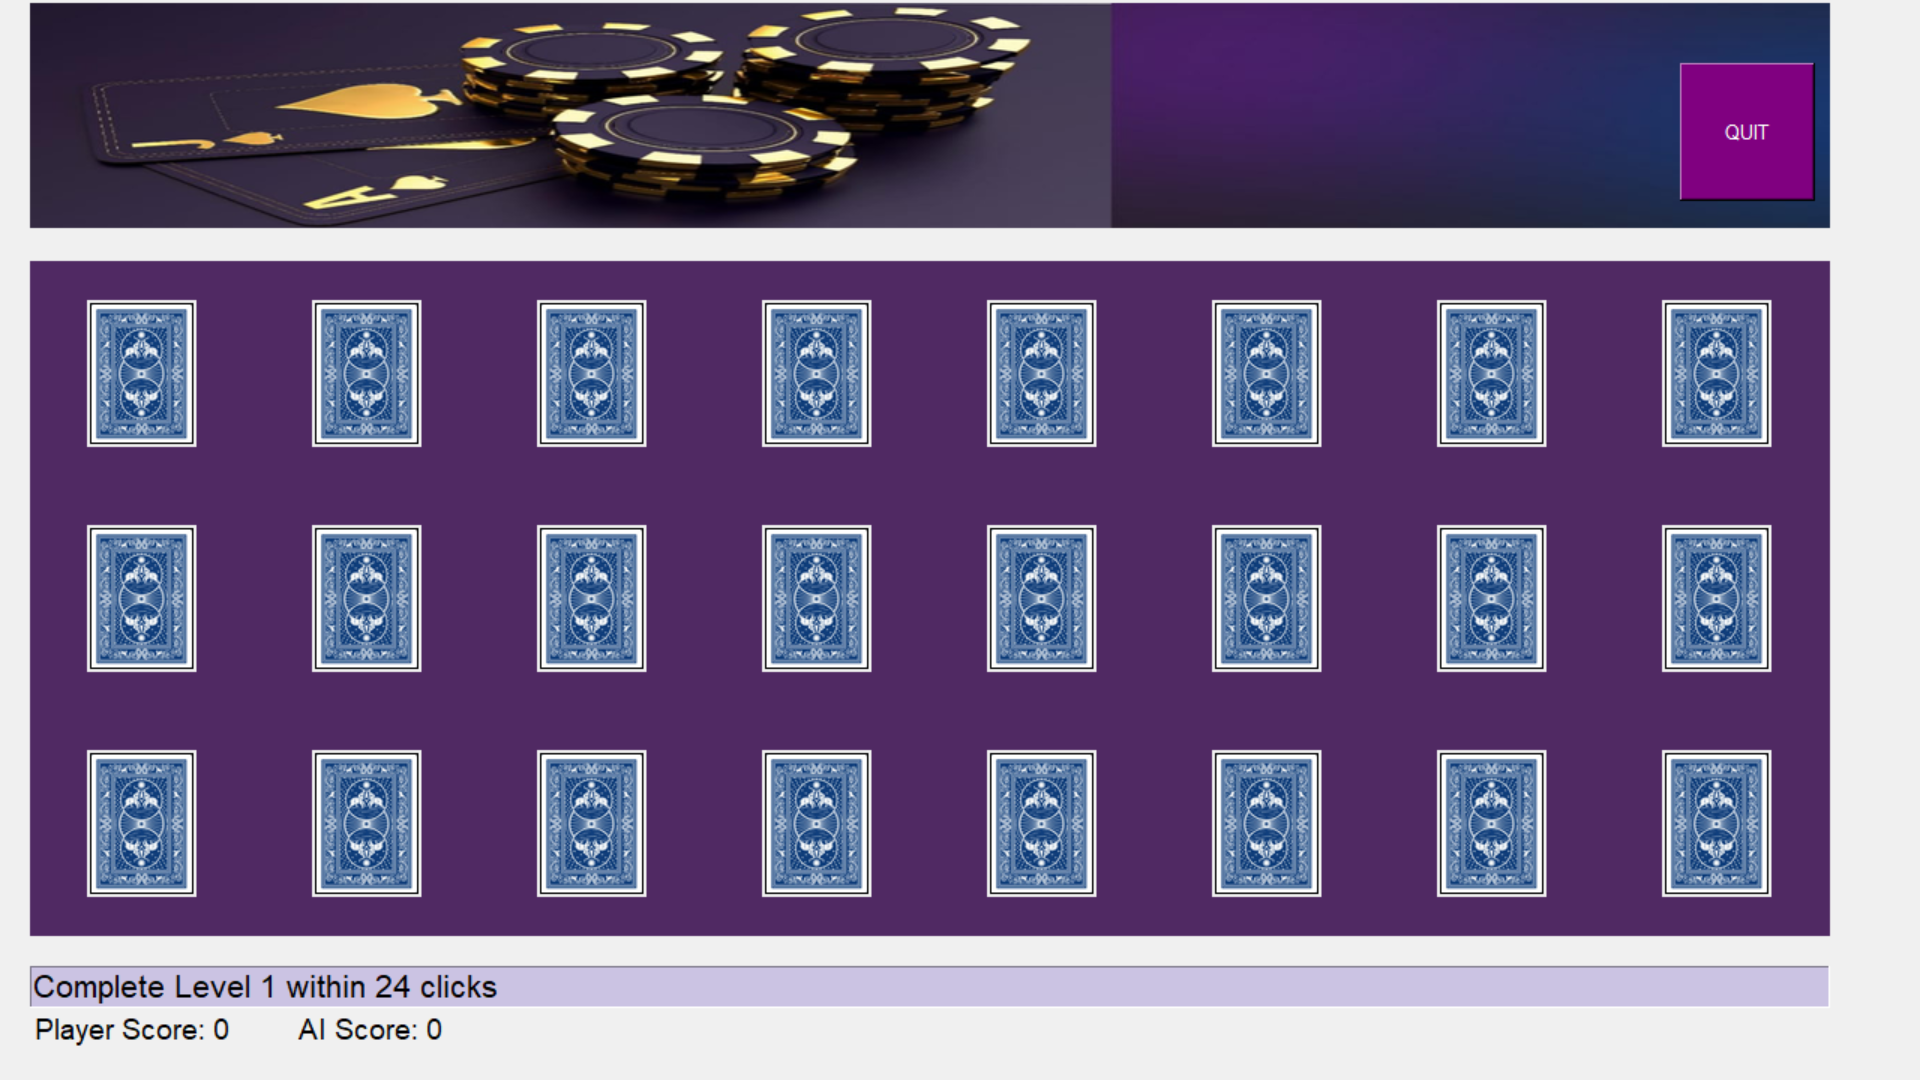 J
A
QUIT
Complete Level 1 within 24 clicks
Player Score: 0 AI Score: 0